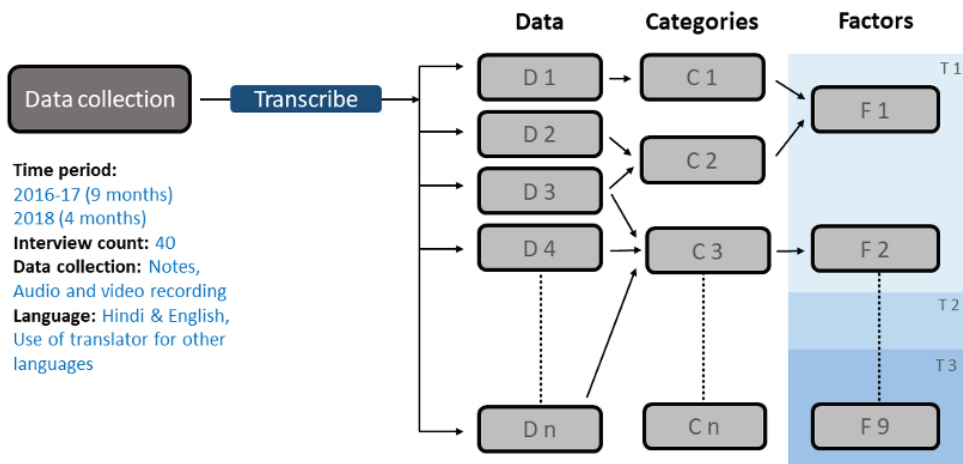 Data Categories Factors
Data collection
Transcribe
Time period:
2016-17 (9 months)
2018 (4 months)
Interview count: 40
Data collection: Notes,
Audio and video recording
Language: Hindi & English,
Use of translator for other
languages
D 1
D 2
D 3
D 4
D n
C 1
C 2
C 3
C n
T 1
F 1
F 2
T 2
T 3
F 9